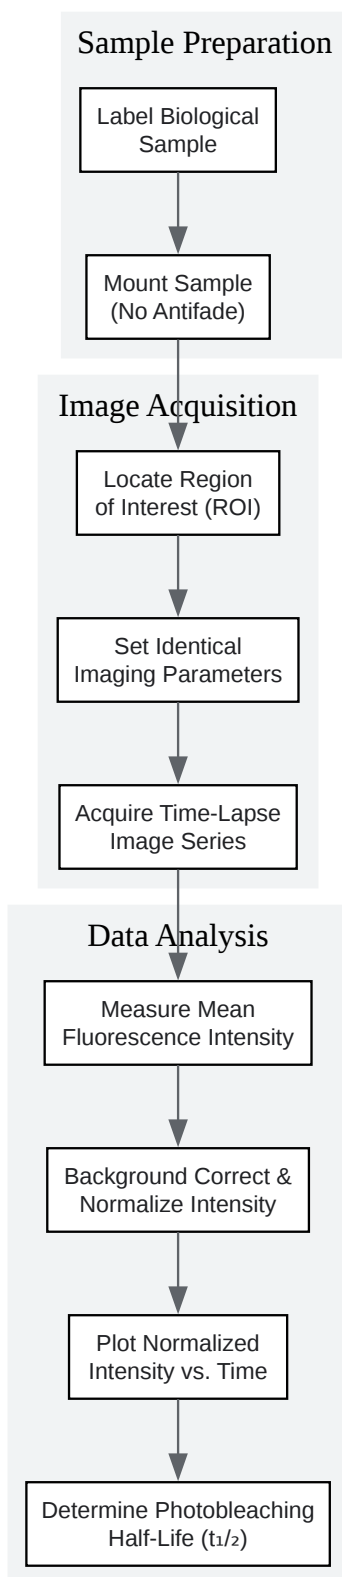 Sample Preparation
Label Biological
Sample
Mount Sample
(No Antifade)
Image Acquisition
Locate Region
of Interest (ROI)
Set Identical
Imaging Parameters
Acquire Time-Lapse
Image Series
Data Analysis
Measure Mean
Fluorescence Intensity
Background Correct &
Normalize Intensity
Plot Normalized
Intensity vs. Time
Determine Photobleaching
Half-Life (t₁/₂)